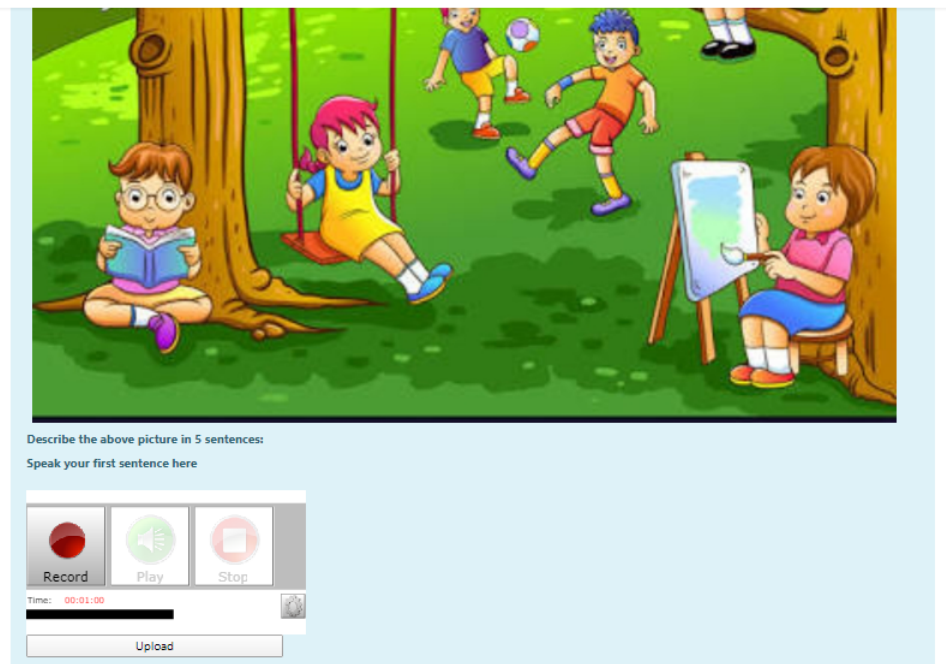 Describe the above picture in 5 sentences:
Speak your first sentence here
Record Play Stop
Time: 00:01:00
Upload